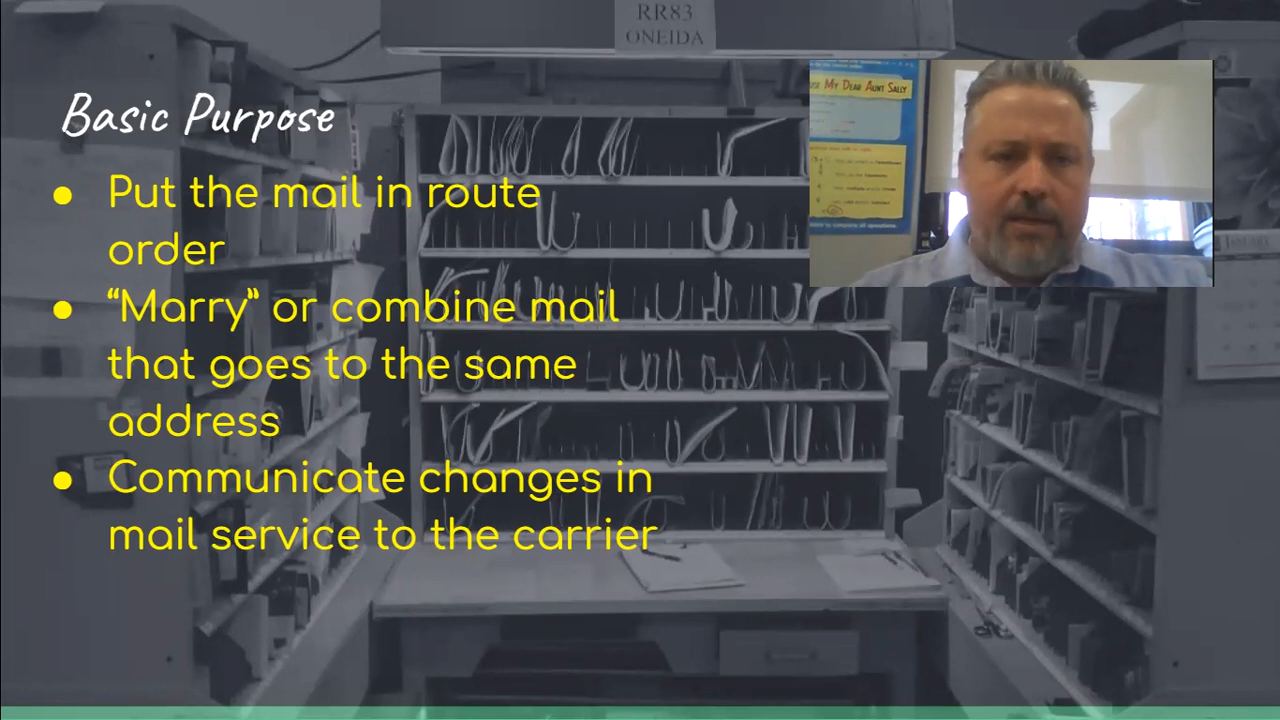 RR83
ONEIDA
Basic Purpose
MY DEAR AUNT SALLY
● Put the mail in route
order
● “Marry” or combine mail
that goes to the same
address
● Communicate changes in
mail service to the carrier
JANUARY